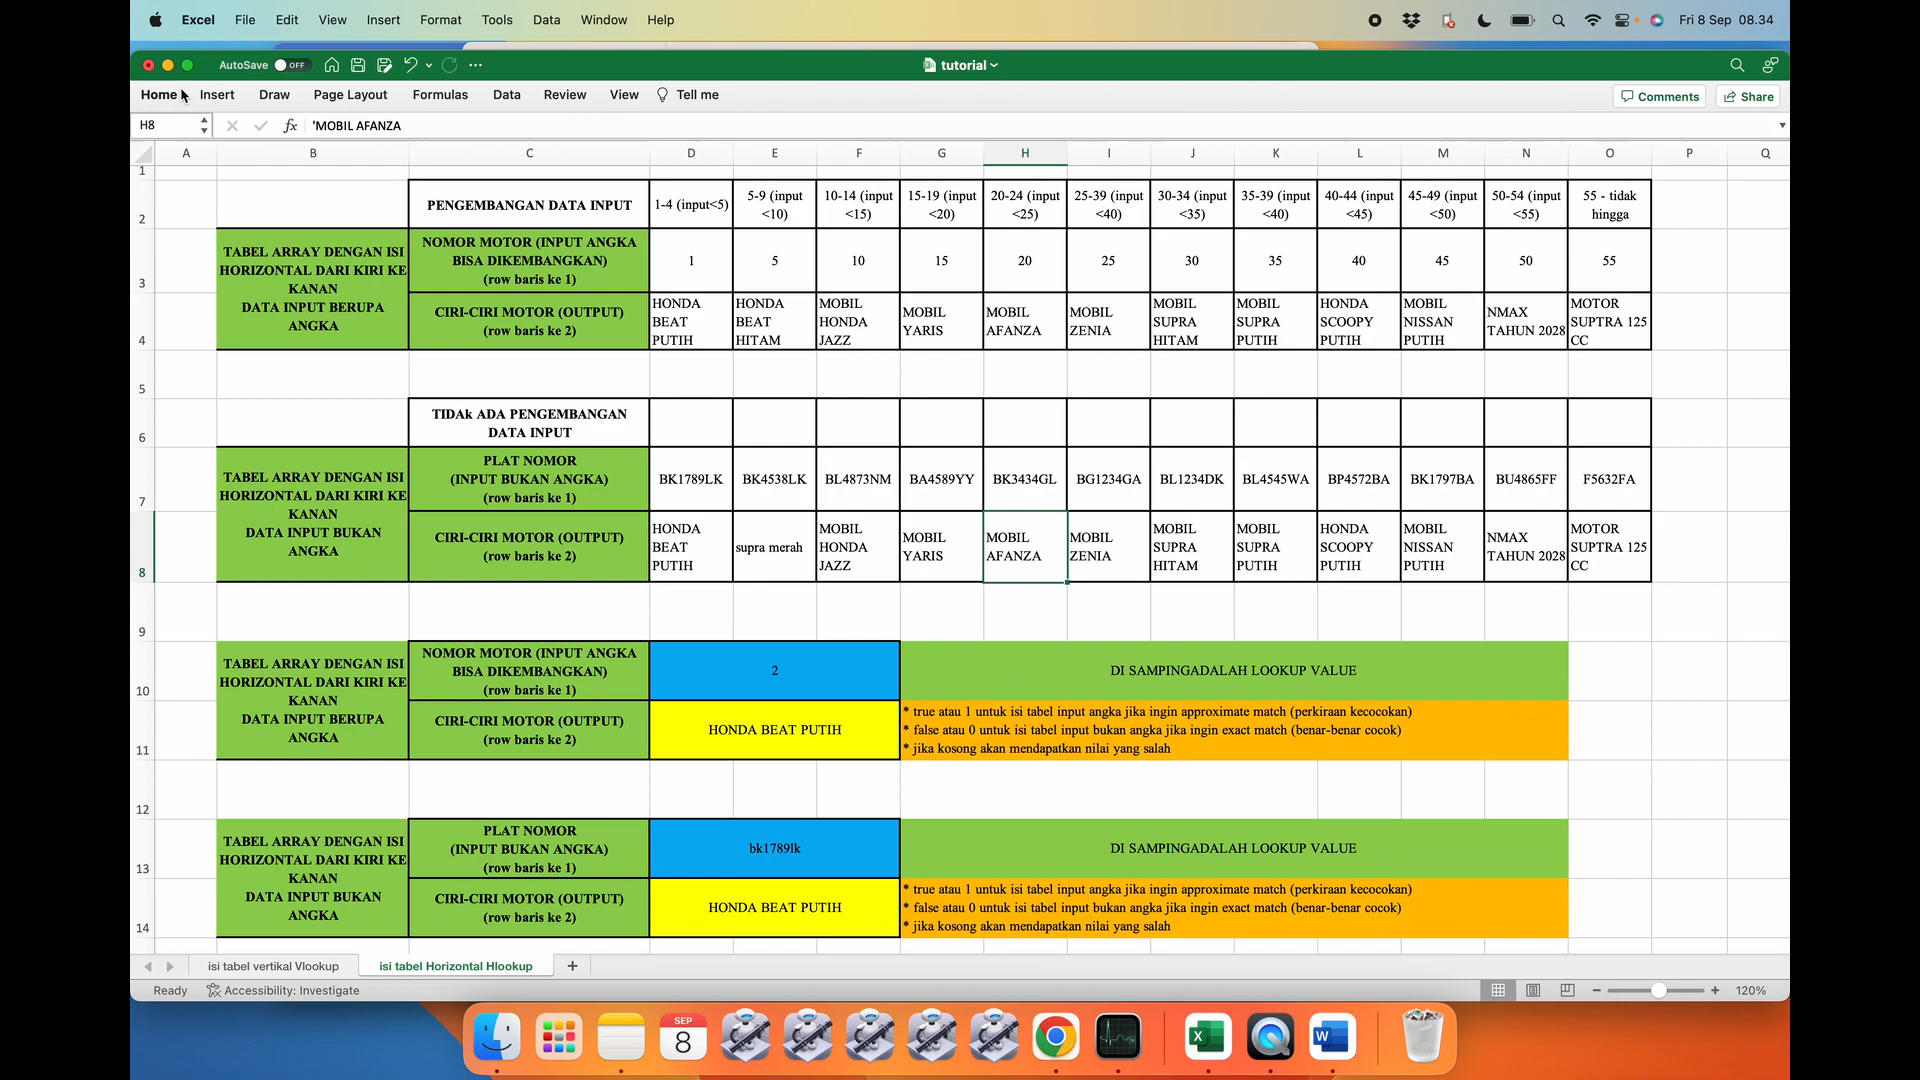 Excel File Edit View Insert Format Tools Data Window Help Fri 8 Sep 08.34
AutoSave OFF tutorial
Home Insert Draw Page Layout Formulas Data Review View Tell me Comments Share
H8 fx 'MOBIL AFANZA
A B C D E F G H I J K L M N O P Q
1
2
PENGEMBANGAN DATA INPUT
1-4 (input<5)
5-9 (input
<10)
10-14 (input
<15)
15-19 (input
<20)
20-24 (input
<25)
25-39 (input
<40)
30-34 (input
<35)
35-39 (input
<40)
40-44 (input
<45)
45-49 (input
<50)
50-54 (input
<55)
55 - tidak
hingga
3
TABEL ARRAY DENGAN ISI
HORIZONTAL DARI KIRI KE
KANAN
DATA INPUT BERUPA
ANGKA
NOMOR MOTOR (INPUT ANGKA
BISA DIKEMBANGKAN)
(row baris ke 1)
1 5 10 15 20 25 30 35 40 45 50 55
4
CIRI-CIRI MOTOR (OUTPUT)
(row baris ke 2)
HONDA
BEAT
PUTIH
HONDA
BEAT
HITAM
MOBIL
HONDA
JAZZ
MOBIL
YARIS
MOBIL
AFANZA
MOBIL
ZENIA
MOBIL
SUPRA
HITAM
MOBIL
SUPRA
PUTIH
HONDA
SCOOPY
PUTIH
MOBIL
NISSAN
PUTIH
NMAX
TAHUN 2028
MOTOR
SUPTRA 125
CC
5
6
TIDAk ADA PENGEMBANGAN
DATA INPUT
7
TABEL ARRAY DENGAN ISI
HORIZONTAL DARI KIRI KE
KANAN
DATA INPUT BUKAN
ANGKA
PLAT NOMOR
(INPUT BUKAN ANGKA)
(row baris ke 1)
BK1789LK BK4538LK BL4873NM BA4589YY BK3434GL BG1234GA BL1234DK BL4545WA BP4572BA BK1797BA BU4865FF F5632FA
8
CIRI-CIRI MOTOR (OUTPUT)
(row baris ke 2)
HONDA
BEAT
PUTIH
supra merah
MOBIL
HONDA
JAZZ
MOBIL
YARIS
MOBIL
AFANZA
MOBIL
ZENIA
MOBIL
SUPRA
HITAM
MOBIL
SUPRA
PUTIH
HONDA
SCOOPY
PUTIH
MOBIL
NISSAN
PUTIH
NMAX
TAHUN 2028
MOTOR
SUPTRA 125
CC
9
10
TABEL ARRAY DENGAN ISI
HORIZONTAL DARI KIRI KE
KANAN
DATA INPUT BERUPA
ANGKA
NOMOR MOTOR (INPUT ANGKA
BISA DIKEMBANGKAN)
(row baris ke 1)
2
DI SAMPINGADALAH LOOKUP VALUE
11
CIRI-CIRI MOTOR (OUTPUT)
(row baris ke 2)
HONDA BEAT PUTIH
* true atau 1 untuk isi tabel input angka jika ingin approximate match (perkiraan kecocokan)
* false atau 0 untuk isi tabel input bukan angka jika ingin exact match (benar-benar cocok)
* jika kosong akan mendapatkan nilai yang salah
12
13
TABEL ARRAY DENGAN ISI
HORIZONTAL DARI KIRI KE
KANAN
DATA INPUT BUKAN
ANGKA
PLAT NOMOR
(INPUT BUKAN ANGKA)
(row baris ke 1)
bk1789lk
DI SAMPINGADALAH LOOKUP VALUE
14
CIRI-CIRI MOTOR (OUTPUT)
(row baris ke 2)
HONDA BEAT PUTIH
* true atau 1 untuk isi tabel input angka jika ingin approximate match (perkiraan kecocokan)
* false atau 0 untuk isi tabel input bukan angka jika ingin exact match (benar-benar cocok)
* jika kosong akan mendapatkan nilai yang salah
isi tabel vertikal Vlookup isi tabel Horizontal Hlookup +
Ready Accessibility: Investigate 120%
SEP
8
X
W